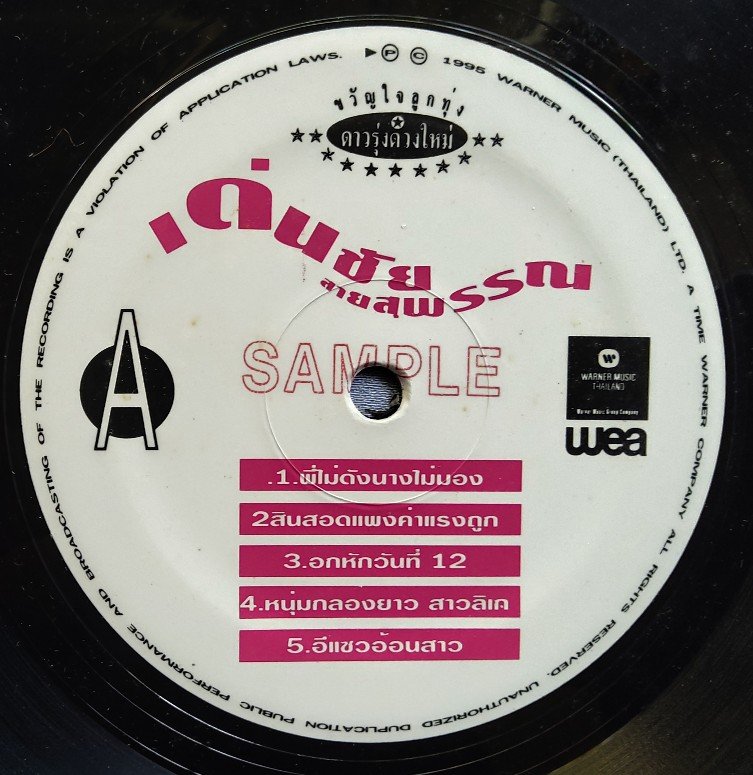 ▶ Ⓟ Ⓒ 1995 WARNER MUSIC (THAILAND) LTD. A TIME WARNER COMPANY ALL RIGHTS RESERVED. UNAUTHORIZED DUPLICATION PUBLIC PERFORMANCE AND BROADCASTING OF THE RECORDING IS A VIOLATION OF APPLICATION LAWS.
ขวัญใจลูกทุ่ง
ดาวรุ่งดวงใหม่
เด่นชัย
สายสุพรรณ
SAMPLE
A
WARNER MUSIC
THAILAND
Warner Music Group Company
wea
.1.พี่ไม่ดังนางไม่มอง
2สินสอดแพงค่าแรงถูก
3.อกหักวันที่ 12
4.หนุ่มกลองยาว สาวลิเก
5.อีแซวอ้อนสาว